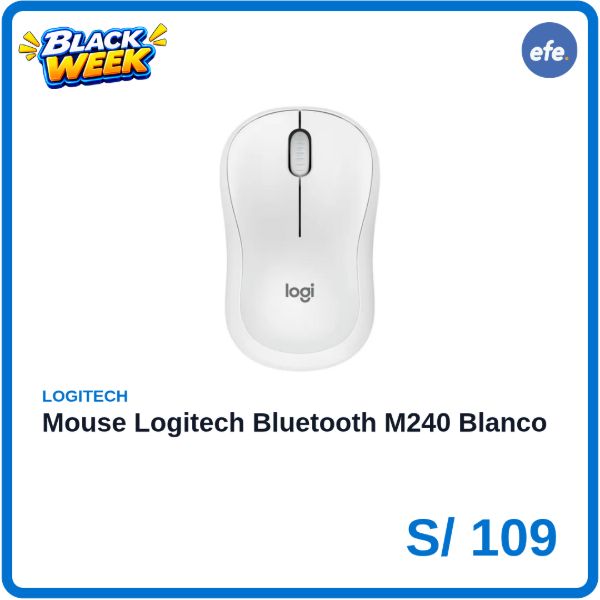 BLACK
WEEK
efe.
logi
LOGITECH
Mouse Logitech Bluetooth M240 Blanco
S/ 109